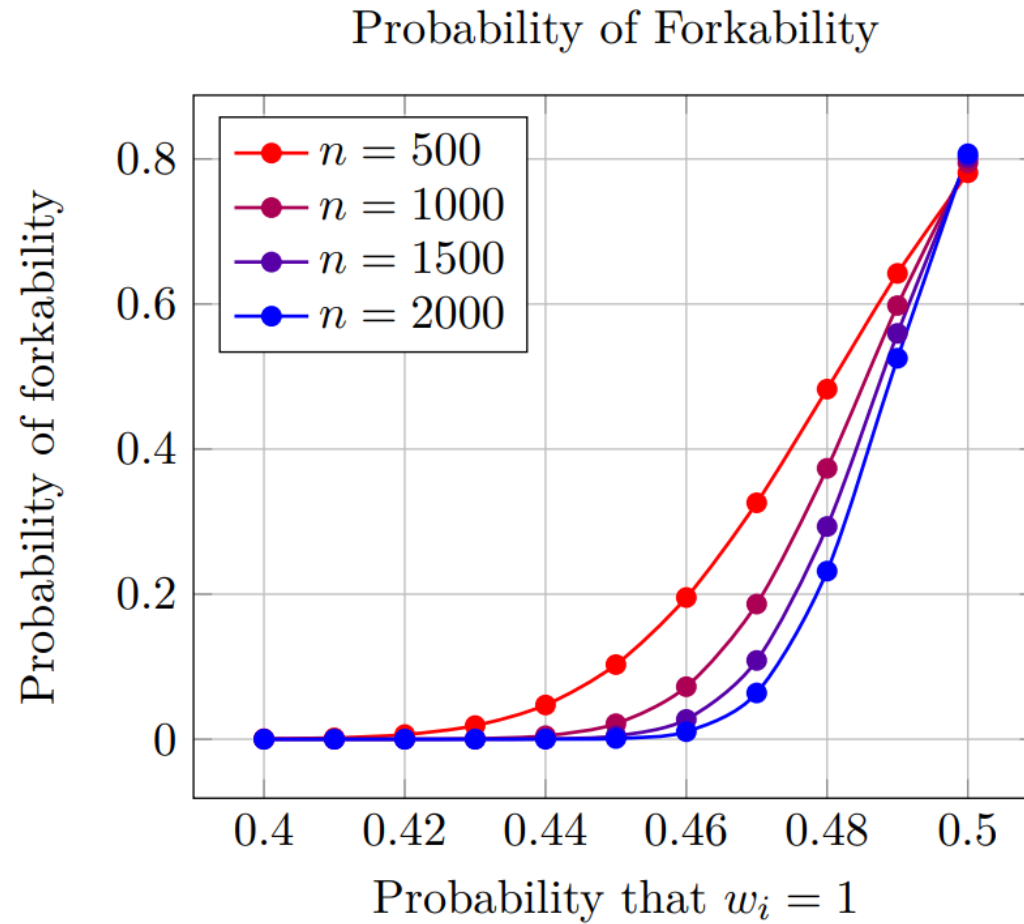 Probability of Forkability
Probability of forkability
0.8
0.6
0.4
0.2
0
n = 500
n = 1000
n = 1500
n = 2000
0.4 0.42 0.44 0.46 0.48 0.5
Probability that wᵢ = 1